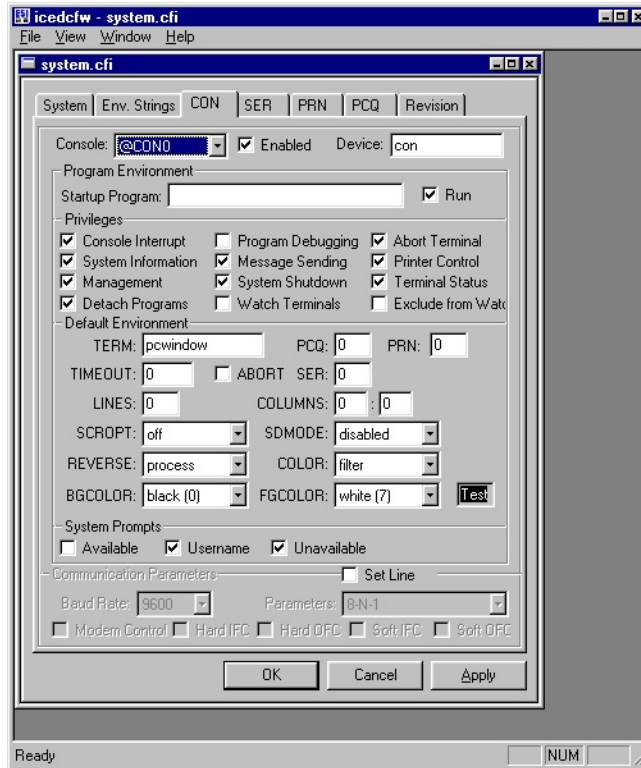 icedcfw - system.cfi
File View Window Help
system.cfi
System Env. Strings CON SER PRN PCQ Revision
Console: @CON0 Enabled Device: con
Program Environment
Startup Program: Run
Privileges
Console Interrupt Program Debugging Abort Terminal
System Information Message Sending Printer Control
Management System Shutdown Terminal Status
Detach Programs Watch Terminals Exclude from Watc
Default Environment
TERM: pcwindow PCQ: 0 PRN: 0
TIMEOUT: 0 ABORT SER: 0
LINES: 0 COLUMNS: 0 : 0
SCROPT: off SDMODE: disabled
REVERSE: process COLOR: filter
BGCOLOR: black (0) FGCOLOR: white (7) Test
System Prompts
Available Username Unavailable
Communication Parameters Set Line
Baud Rate: 9600 Parameters: 8-N-1
Modem Control Hard IFC Hard OFC Soft IFC Soft OFC
OK Cancel Apply
Ready NUM